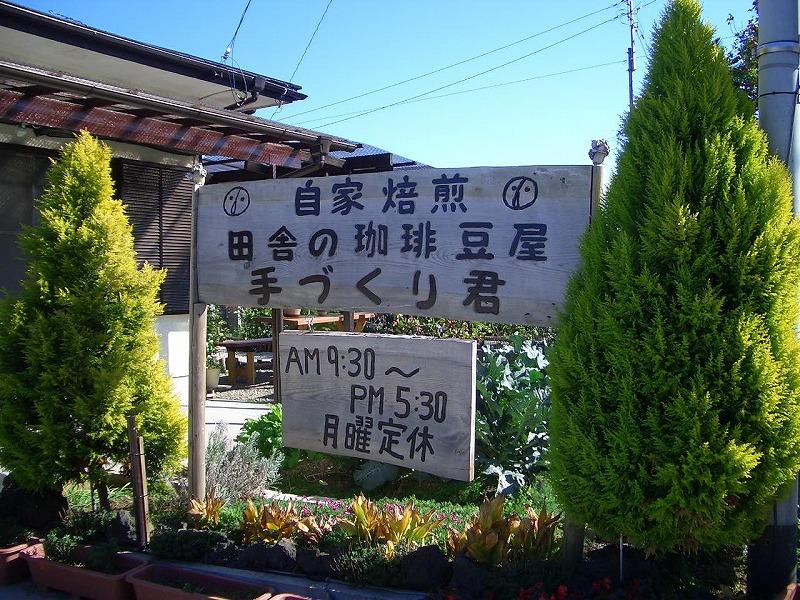 自家焙煎
田舎の珈琲豆屋
手づくり君
AM 9:30～
PM 5:30
月曜定休